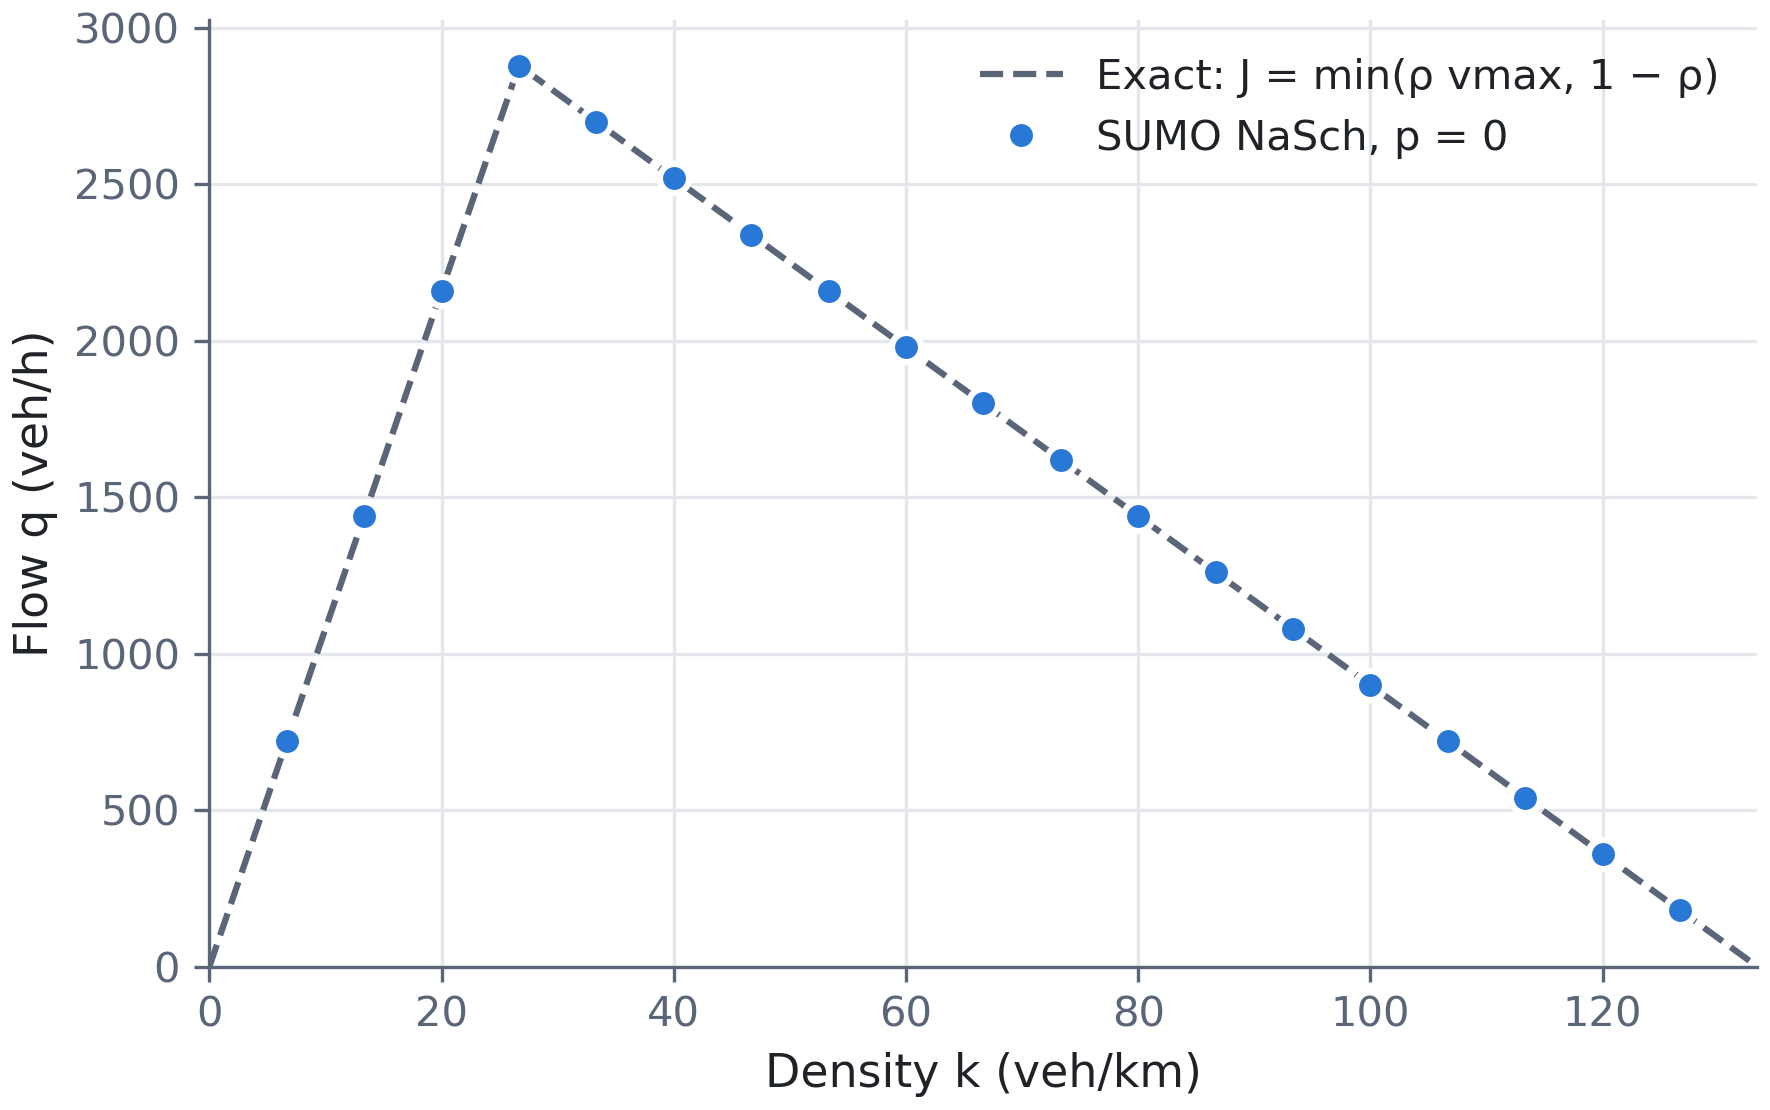 Exact: J = min(ρ vmax, 1 − ρ)
SUMO NaSch, p = 0
Flow q (veh/h)
3000
2500
2000
1500
1000
500
0
0 20 40 60 80 100 120
Density k (veh/km)